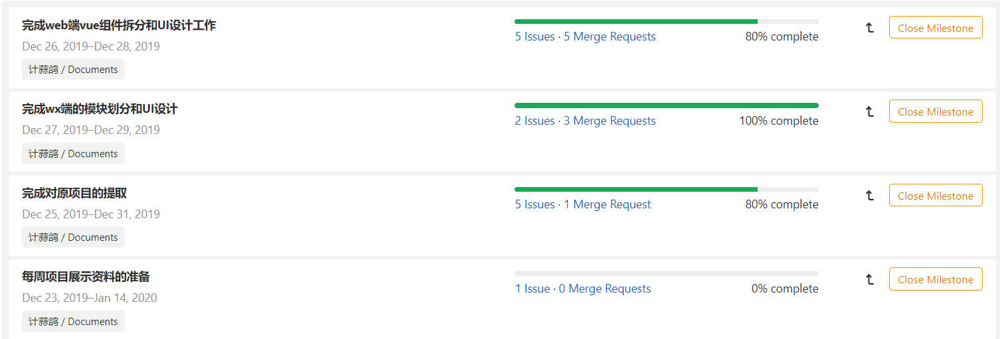 完成web端vue组件拆分和UI设计工作
5 Issues · 5 Merge Requests
80% complete
Close Milestone
Dec 26, 2019–Dec 28, 2019
计蒜鸽 / Documents
完成wx端的模块划分和UI设计
2 Issues · 3 Merge Requests
100% complete
Close Milestone
Dec 27, 2019–Dec 29, 2019
计蒜鸽 / Documents
完成对原项目的提取
5 Issues · 1 Merge Request
80% complete
Close Milestone
Dec 25, 2019–Dec 31, 2019
计蒜鸽 / Documents
每周项目展示资料的准备
1 Issue · 0 Merge Requests
0% complete
Close Milestone
Dec 23, 2019–Jan 14, 2020
计蒜鸽 / Documents